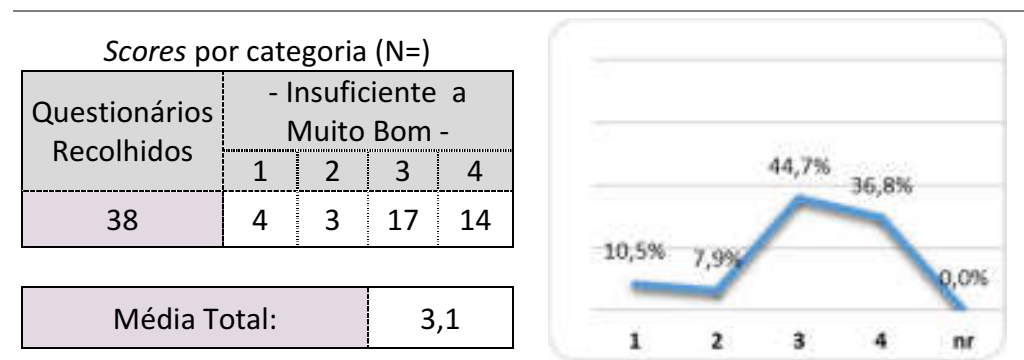 Scores por categoria (N=)
Questionários Recolhidos
- Insuficiente a
Muito Bom -
1 2 3 4
38 4 3 17 14
Média Total: 3,1
44,7%
36,8%
10,5%
7,9%
0,0%
1 2 3 4 nr